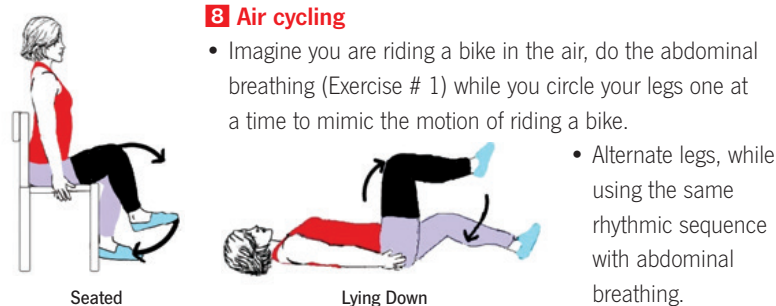 8 Air cycling
• Imagine you are riding a bike in the air, do the abdominal
breathing (Exercise # 1) while you circle your legs one at
a time to mimic the motion of riding a bike.
• Alternate legs, while
using the same
rhythmic sequence
with abdominal
breathing.
Seated
Lying Down